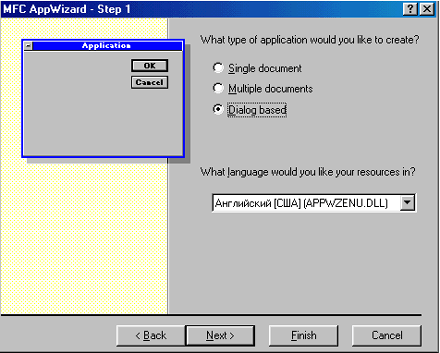 MFC AppWizard - Step 1
Application
OK
Cancel
What type of application would you like to create?
Single document
Multiple documents
Dialog based
What language would you like your resources in?
Английский [США] (APPWZENU.DLL)
< Back
Next >
Finish
Cancel